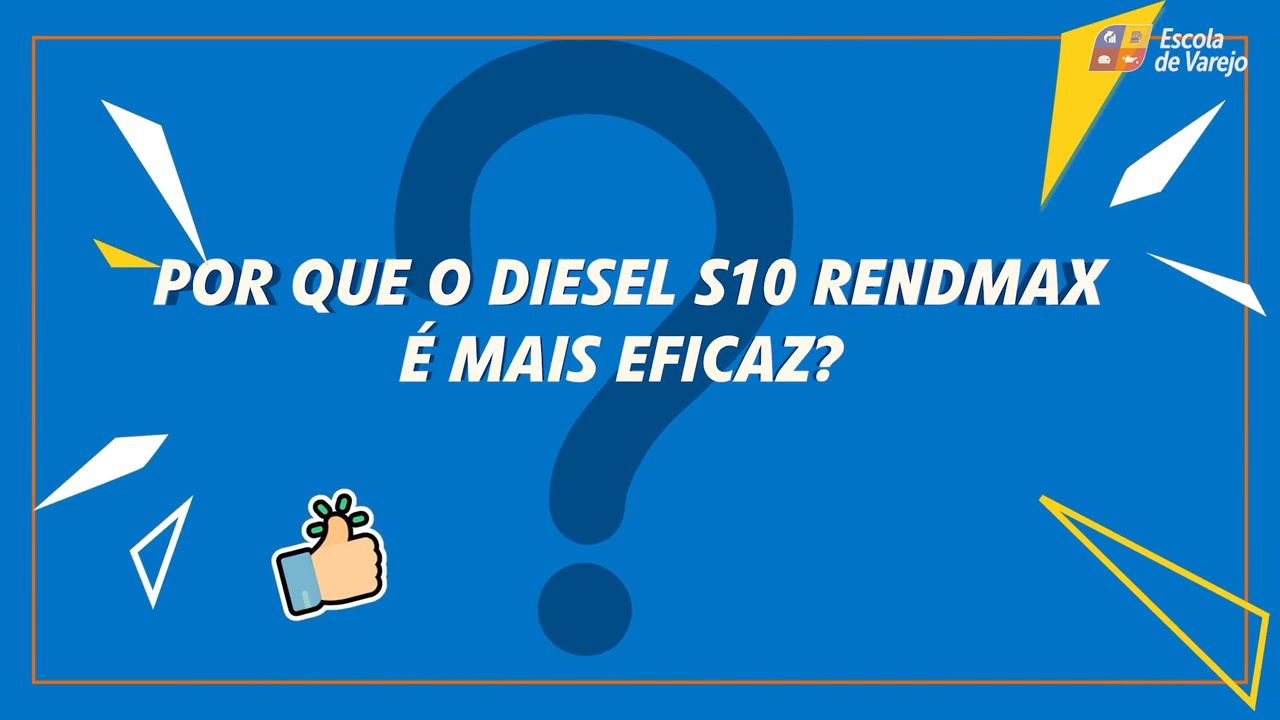 Escola
de Varejo
POR QUE O DIESEL S10 RENDMAX
É MAIS EFICAZ?